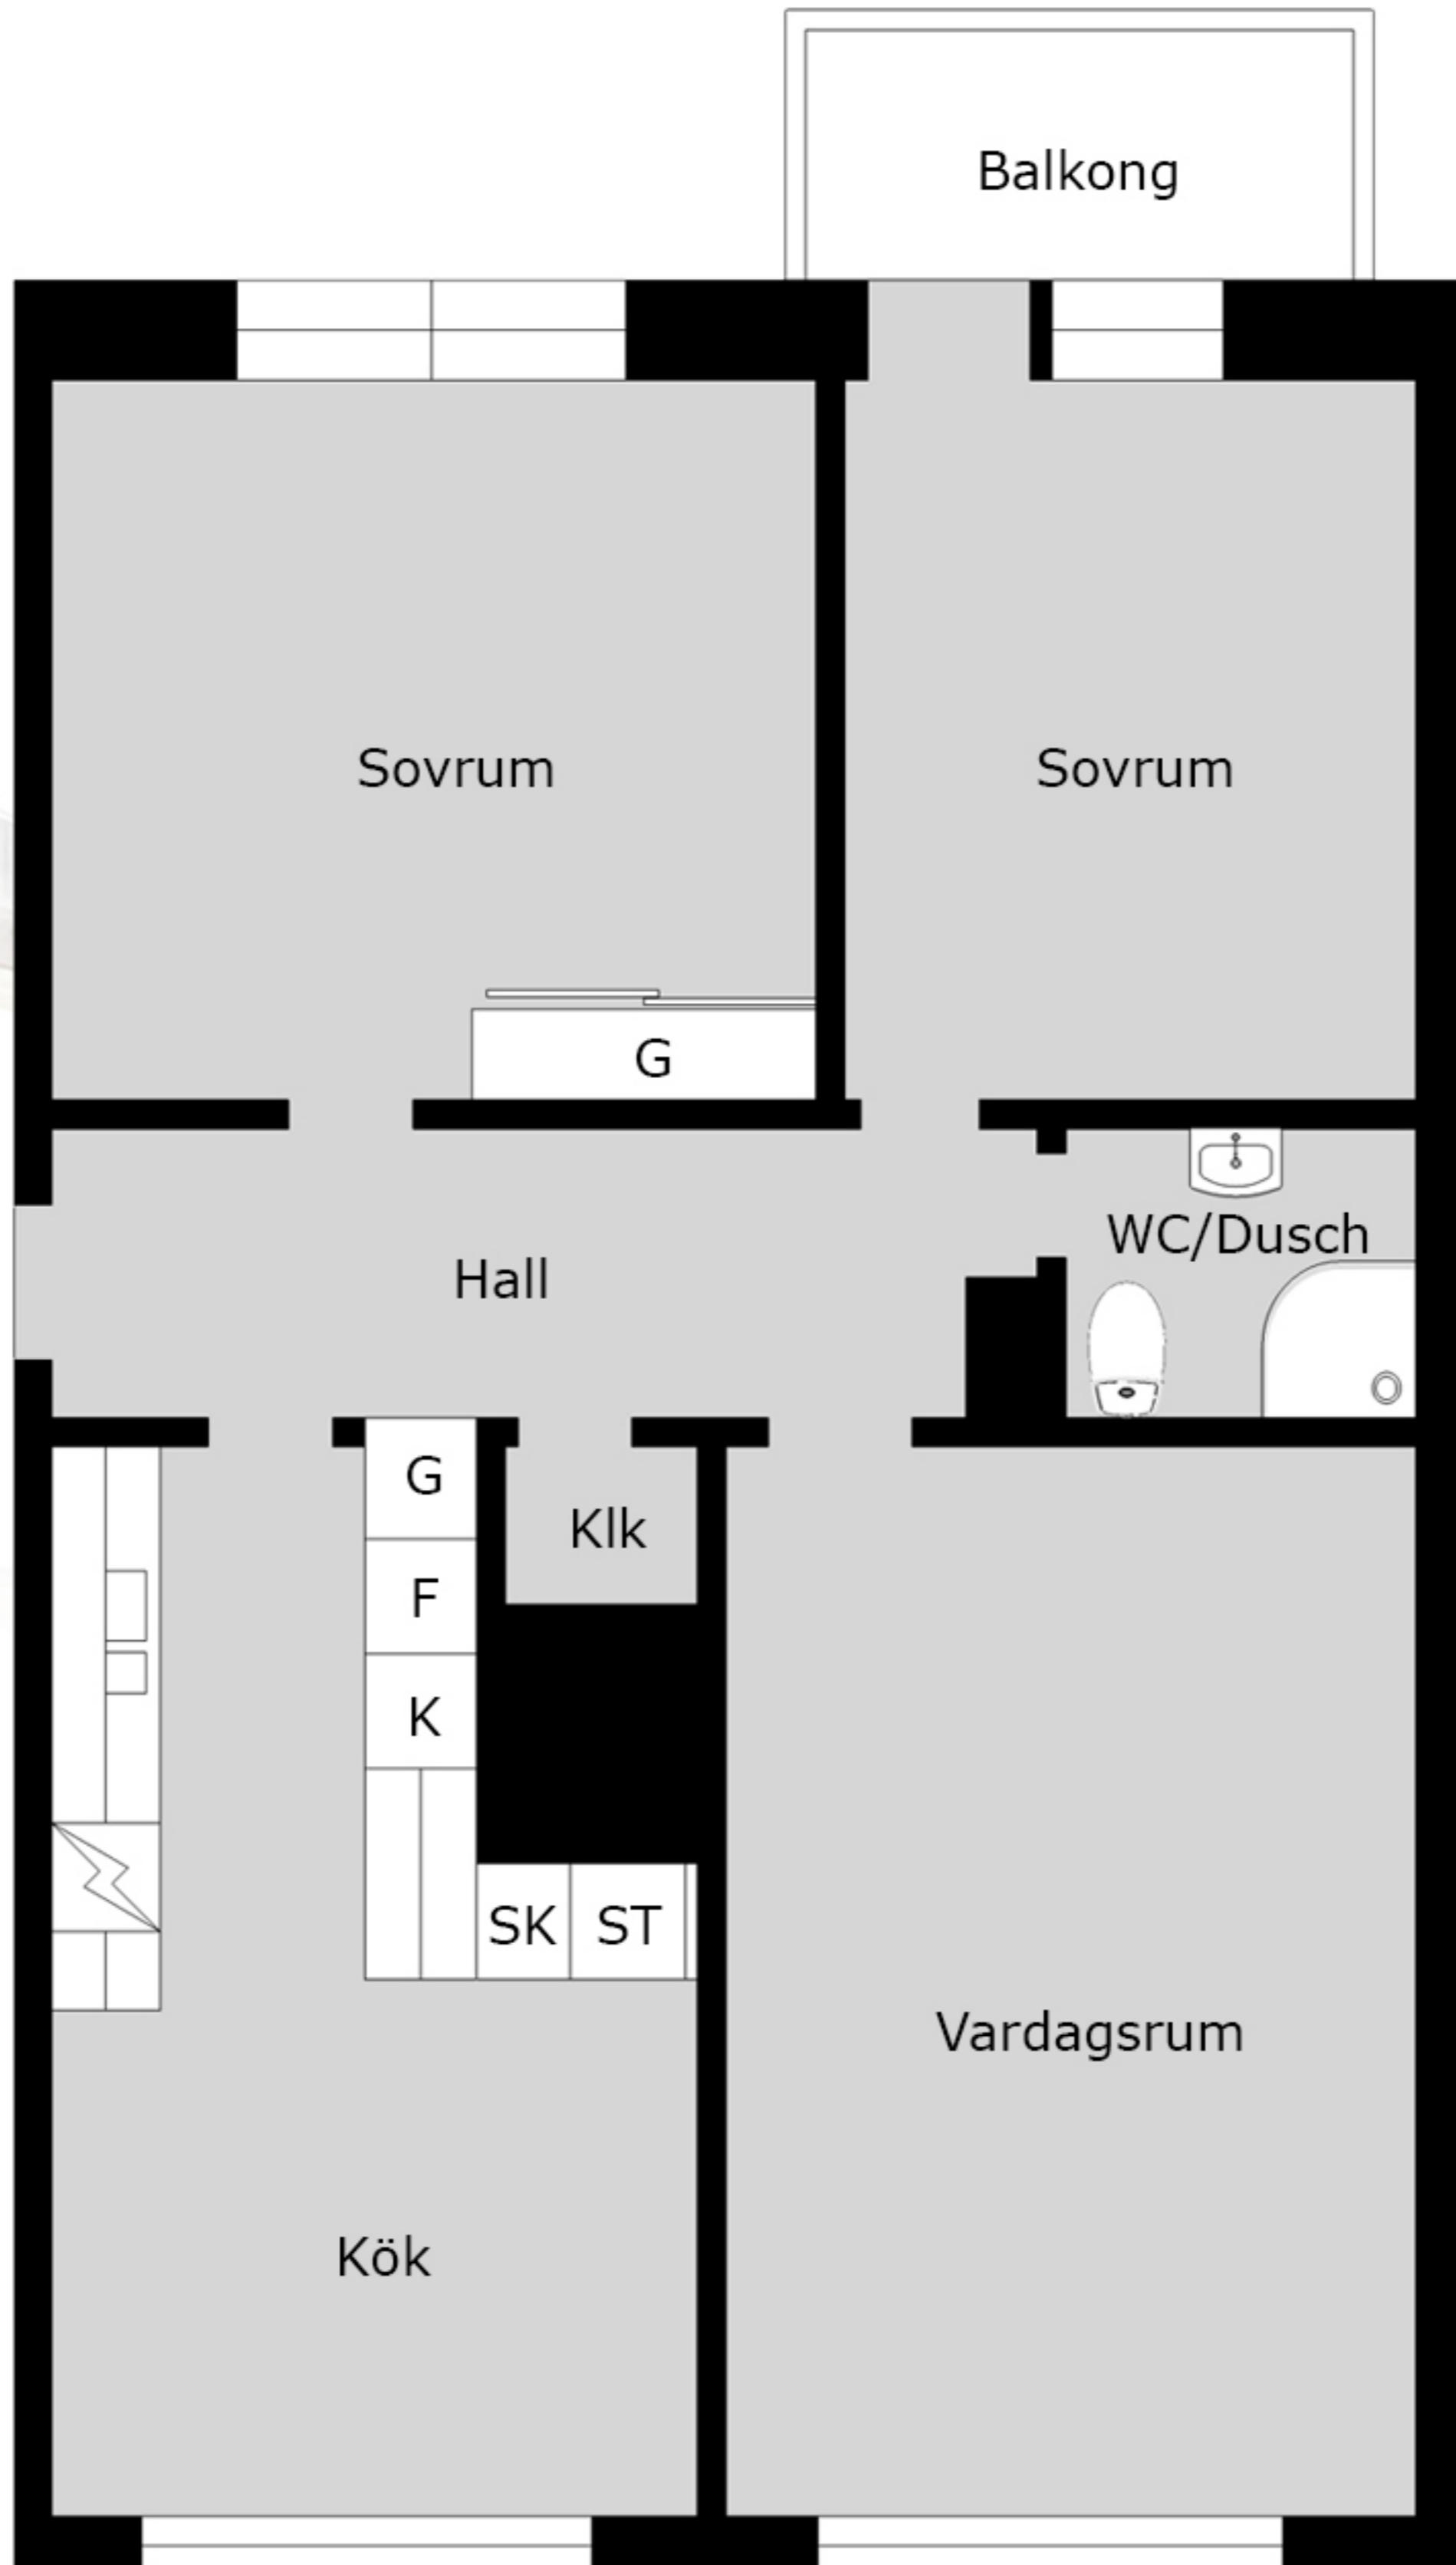 Balkong
Sovrum
Sovrum
G
WC/Dusch
Hall
G
Klk
F
K
SK
ST
Vardagsrum
Kök